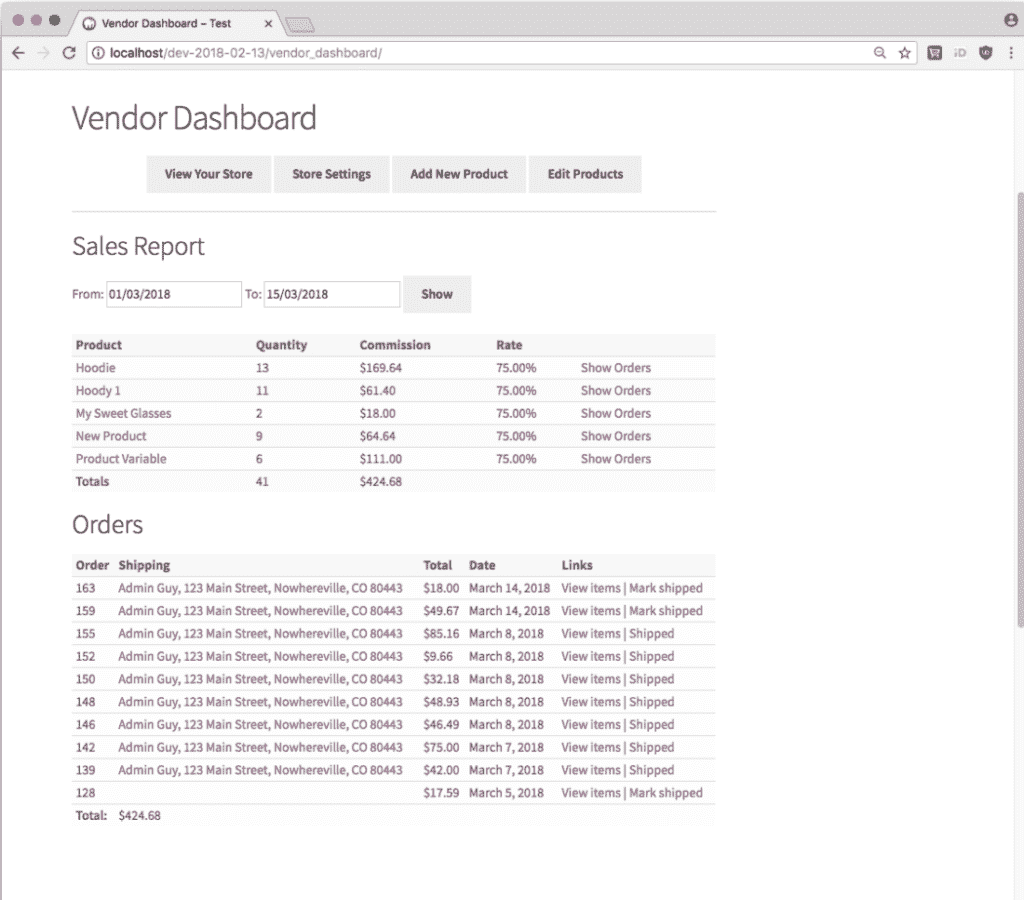 Vendor Dashboard – Test
localhost/dev-2018-02-13/vendor_dashboard/
Vendor Dashboard
View Your Store Store Settings Add New Product Edit Products
Sales Report
From: 01/03/2018 To: 15/03/2018 Show
Product Quantity Commission Rate
Hoodie 13 $169.64 75.00% Show Orders
Hoody 1 11 $61.40 75.00% Show Orders
My Sweet Glasses 2 $18.00 75.00% Show Orders
New Product 9 $64.64 75.00% Show Orders
Product Variable 6 $111.00 75.00% Show Orders
Totals 41 $424.68
Orders
Order Shipping Total Date Links
163 Admin Guy, 123 Main Street, Nowhereville, CO 80443 $18.00 March 14, 2018 View items | Mark shipped
159 Admin Guy, 123 Main Street, Nowhereville, CO 80443 $49.67 March 14, 2018 View items | Mark shipped
155 Admin Guy, 123 Main Street, Nowhereville, CO 80443 $85.16 March 8, 2018 View items | Shipped
152 Admin Guy, 123 Main Street, Nowhereville, CO 80443 $9.66 March 8, 2018 View items | Shipped
150 Admin Guy, 123 Main Street, Nowhereville, CO 80443 $32.18 March 8, 2018 View items | Shipped
148 Admin Guy, 123 Main Street, Nowhereville, CO 80443 $48.93 March 8, 2018 View items | Shipped
146 Admin Guy, 123 Main Street, Nowhereville, CO 80443 $46.49 March 8, 2018 View items | Shipped
142 Admin Guy, 123 Main Street, Nowhereville, CO 80443 $75.00 March 7, 2018 View items | Shipped
139 Admin Guy, 123 Main Street, Nowhereville, CO 80443 $42.00 March 7, 2018 View items | Shipped
128 $17.59 March 5, 2018 View items | Mark shipped
Total: $424.68